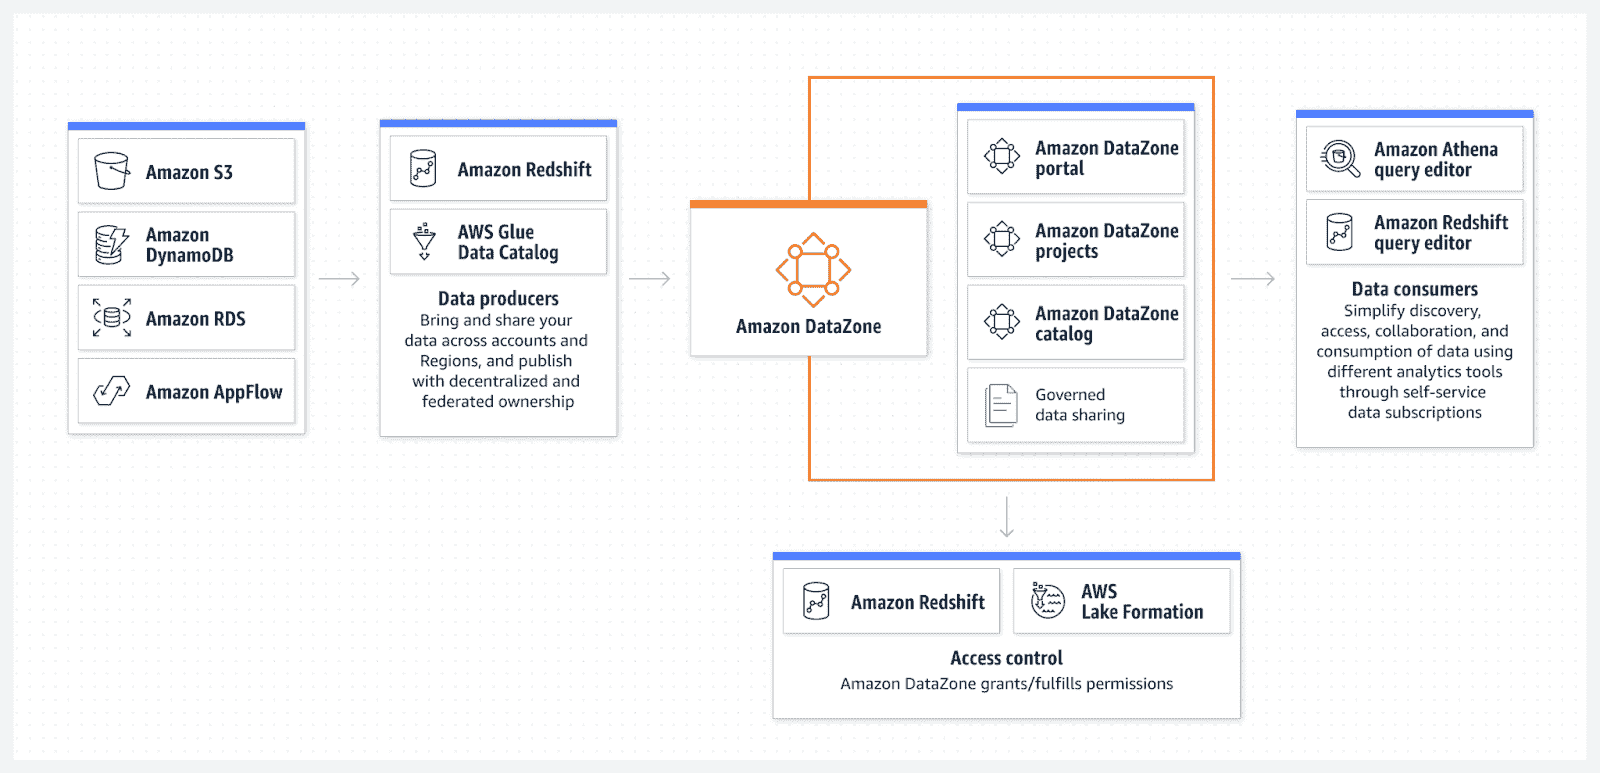 Amazon S3
Amazon
DynamoDB
Amazon RDS
Amazon AppFlow
Amazon Redshift
AWS Glue
Data Catalog
Data producers
Bring and share your
data across accounts and
Regions, and publish
with decentralized and
federated ownership
Amazon DataZone
Amazon DataZone
portal
Amazon DataZone
projects
Amazon DataZone
catalog
Governed
data sharing
Amazon Athena
query editor
Amazon Redshift
query editor
Data consumers
Simplify discovery,
access, collaboration, and
consumption of data using
different analytics tools
through self-service
data subscriptions
Amazon Redshift
AWS
Lake Formation
Access control
Amazon DataZone grants/fulfills permissions